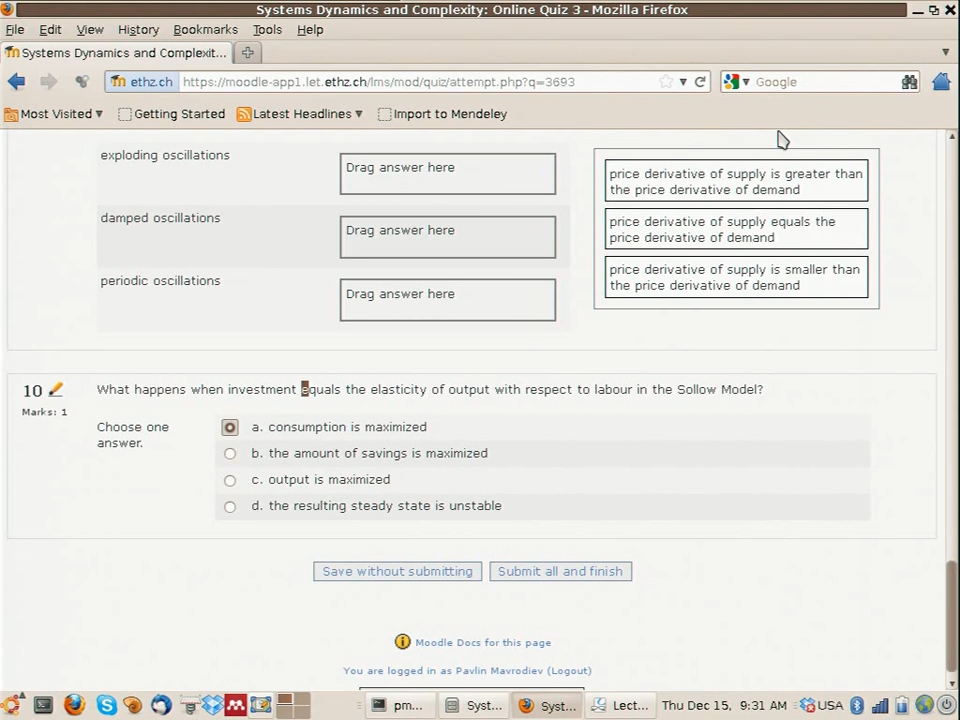 Systems Dynamics and Complexity: Online Quiz 3 - Mozilla Firefox
File Edit View History Bookmarks Tools Help
Systems Dynamics and Complexit...
ethz.ch https://moodle-app1.let.ethz.ch/lms/mod/quiz/attempt.php?q=3693 Google
Most Visited Getting Started Latest Headlines Import to Mendeley
exploding oscillations
Drag answer here
damped oscillations
Drag answer here
periodic oscillations
Drag answer here
price derivative of supply is greater than
the price derivative of demand
price derivative of supply equals the
price derivative of demand
price derivative of supply is smaller than
the price derivative of demand
10 What happens when investment equals the elasticity of output with respect to labour in the Sollow Model?
Marks: 1
Choose one
answer.
a. consumption is maximized
b. the amount of savings is maximized
c. output is maximized
d. the resulting steady state is unstable
Save without submitting Submit all and finish
Moodle Docs for this page
You are logged in as Pavlin Mavrodiev (Logout)
pm... Syst... Syst... Lect... Thu Dec 15, 9:31 AM USA